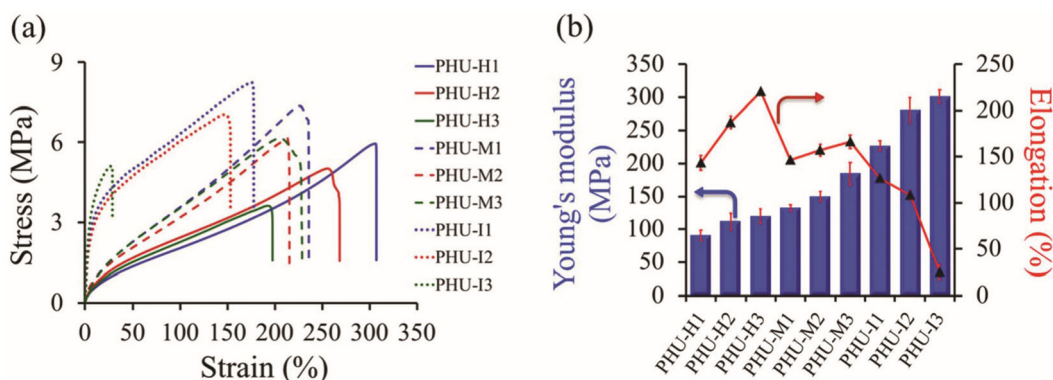 (a)
Stress (MPa)
9
6
3
0
0 50 100 150 200 250 300 350
Strain (%)
PHU-H1
PHU-H2
PHU-H3
PHU-M1
PHU-M2
PHU-M3
PHU-I1
PHU-I2
PHU-I3
(b)
Young's modulus
(MPa)
350
300
250
200
150
100
50
0
250
200
150
100
50
0
Elongation (%)
PHU-H1
PHU-H2
PHU-H3
PHU-M1
PHU-M2
PHU-M3
PHU-I1
PHU-I2
PHU-I3